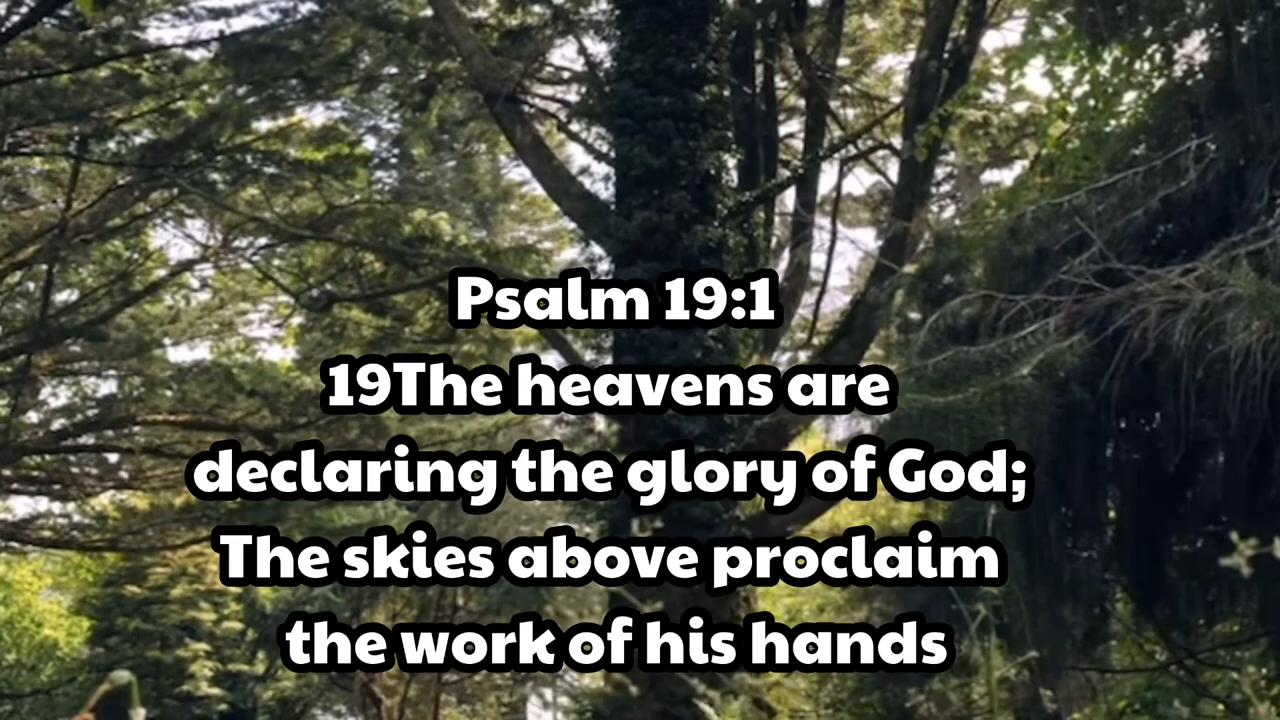 Psalm 19:1
19The heavens are
declaring the glory of God;
The skies above proclaim
the work of his hands